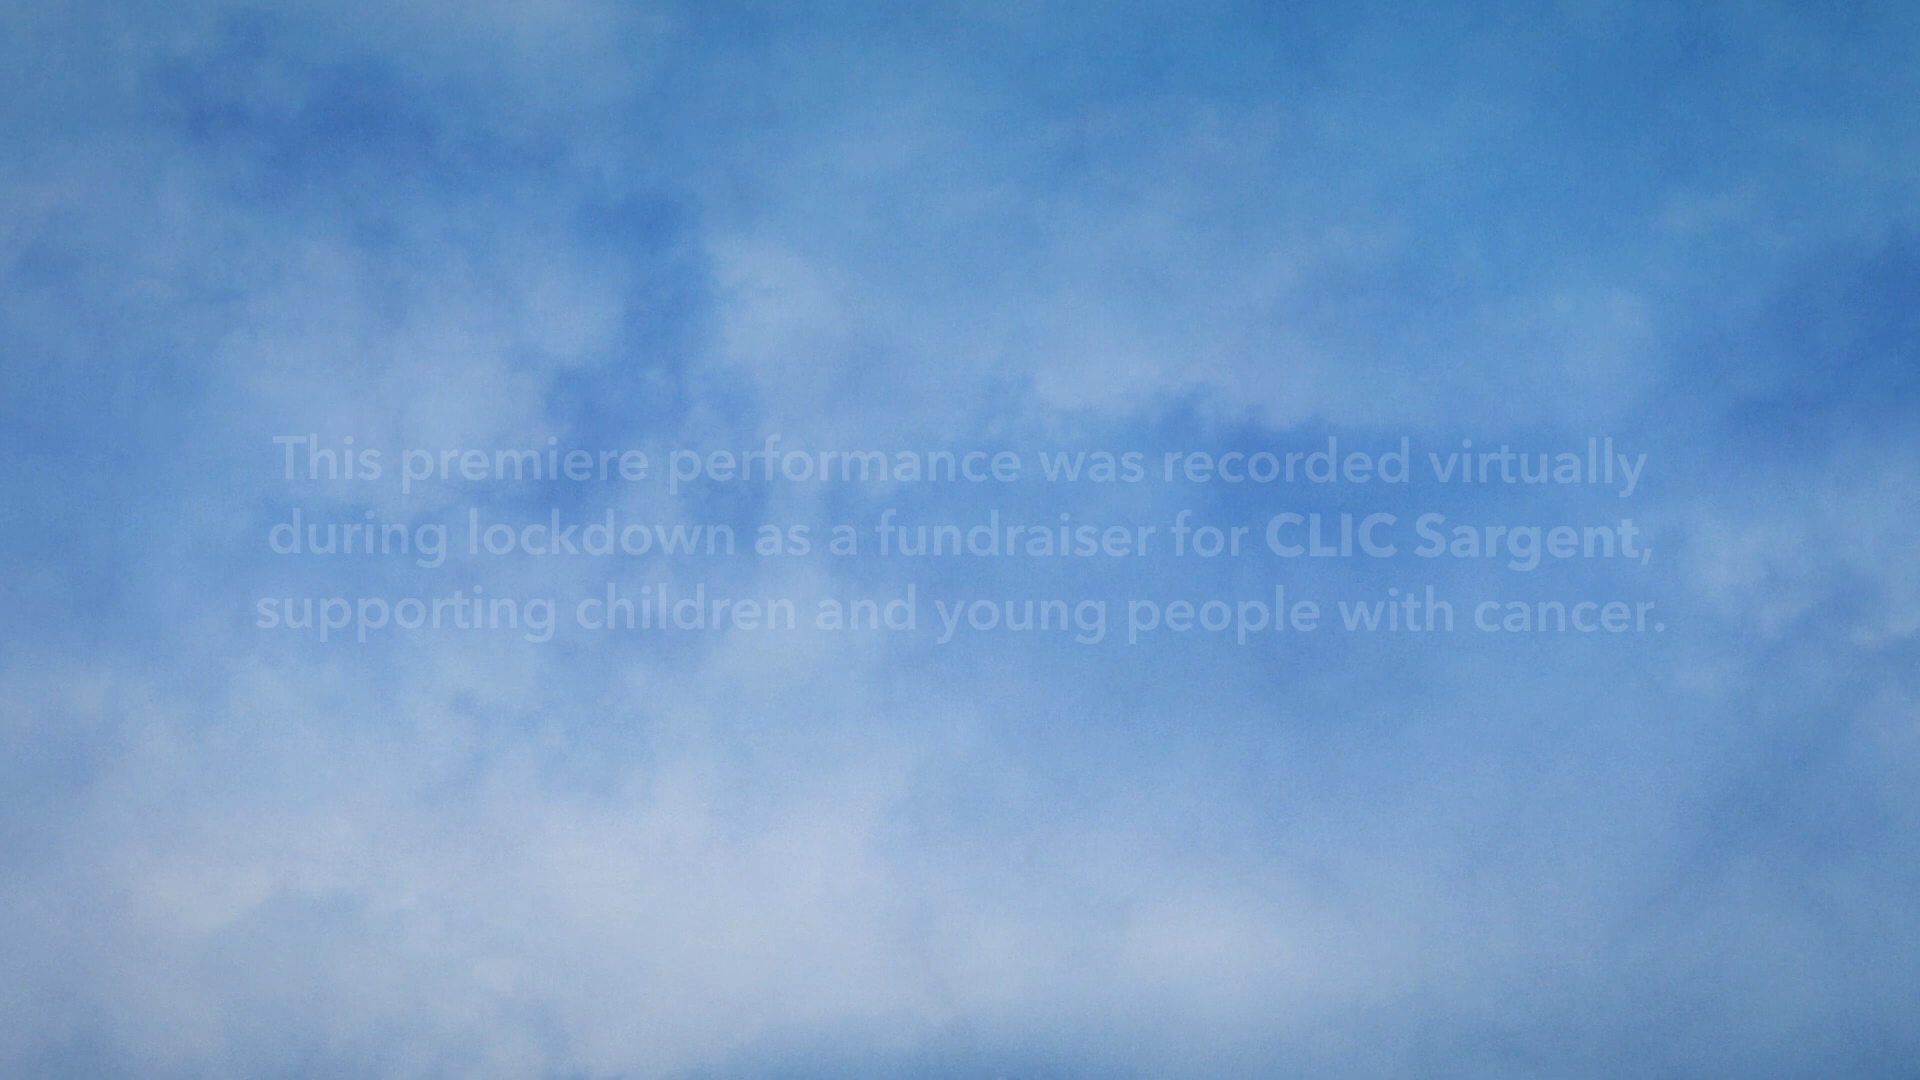 This premiere performance was recorded virtually
during lockdown as a fundraiser for CLIC Sargent,
supporting children and young people with cancer.